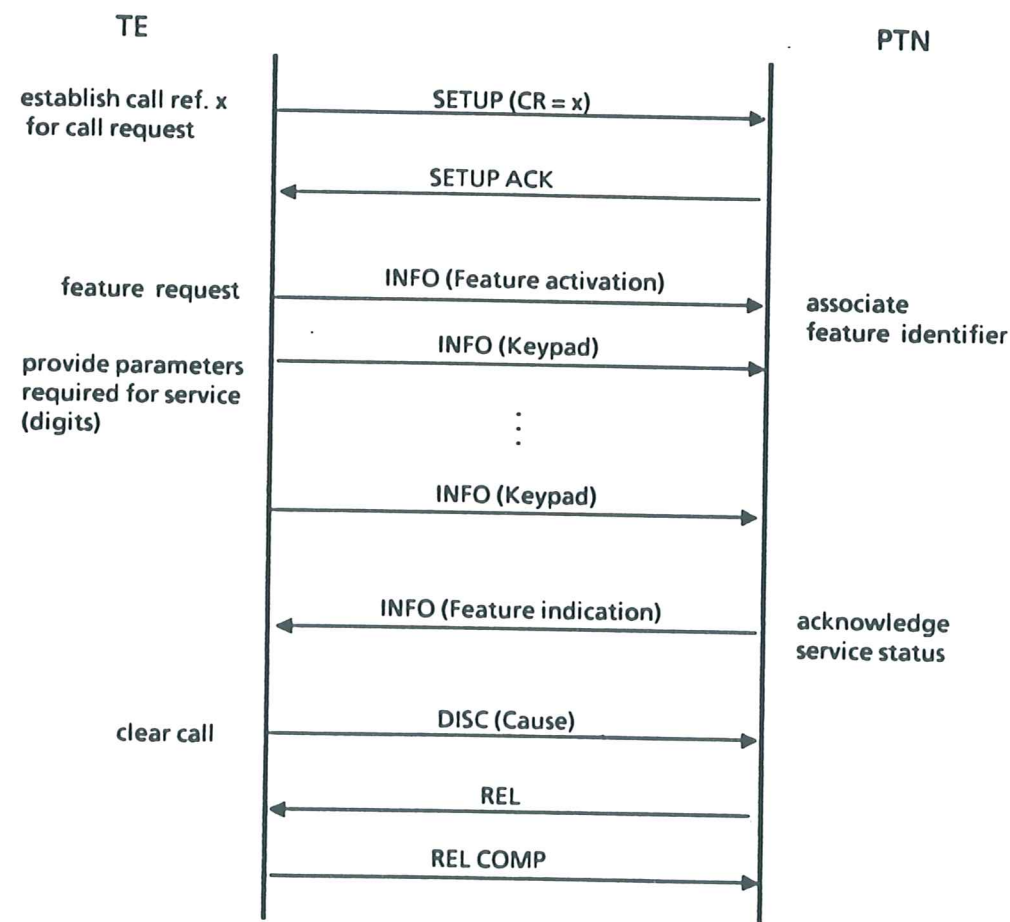 TE
PTN
establish call ref. x
for call request
SETUP (CR = x)
SETUP ACK
feature request
INFO (Feature activation)
associate
feature identifier
INFO (Keypad)
provide parameters
required for service
(digits)
INFO (Keypad)
INFO (Feature indication)
acknowledge
service status
clear call
DISC (Cause)
REL
REL COMP